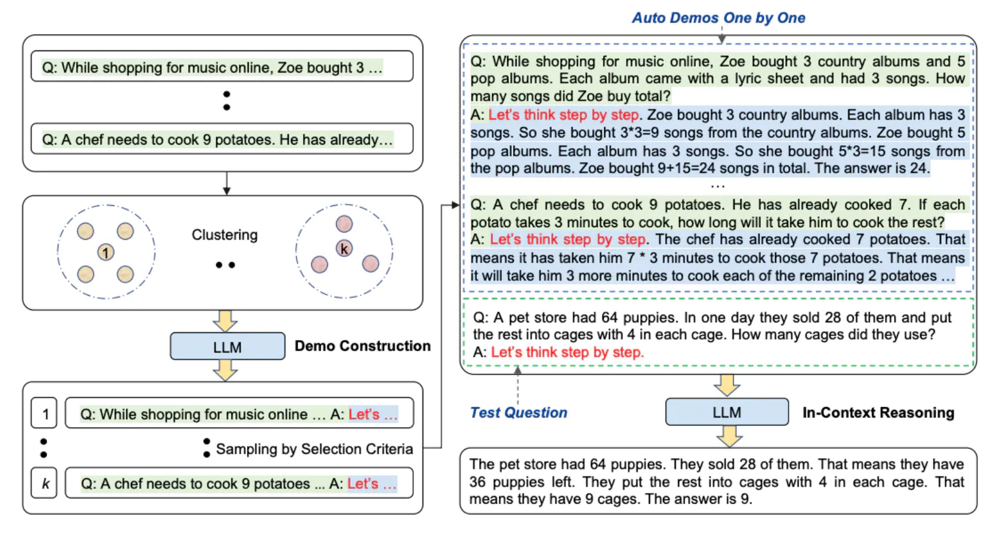 Q: While shopping for music online, Zoe bought 3 …
Q: A chef needs to cook 9 potatoes. He has already…
1
Clustering
k
LLM
Demo Construction
1
Q: While shopping for music online … A: Let's …
Sampling by Selection Criteria
k
Q: A chef needs to cook 9 potatoes ... A: Let's …
Auto Demos One by One
Q: While shopping for music online, Zoe bought 3 country albums and 5
pop albums. Each album came with a lyric sheet and had 3 songs. How
many songs did Zoe buy total?
A: Let's think step by step. Zoe bought 3 country albums. Each album has 3
songs. So she bought 3*3=9 songs from the country albums. Zoe bought 5
pop albums. Each album has 3 songs. So she bought 5*3=15 songs from
the pop albums. Zoe bought 9+15=24 songs in total. The answer is 24.
…
Q: A chef needs to cook 9 potatoes. He has already cooked 7. If each
potato takes 3 minutes to cook, how long will it take him to cook the rest?
A: Let's think step by step. The chef has already cooked 7 potatoes. That
means it has taken him 7 * 3 minutes to cook those 7 potatoes. That means
it will take him 3 more minutes to cook each of the remaining 2 potatoes …
Q: A pet store had 64 puppies. In one day they sold 28 of them and put
the rest into cages with 4 in each cage. How many cages did they use?
A: Let's think step by step.
Test Question
LLM
In-Context Reasoning
The pet store had 64 puppies. They sold 28 of them. That means they have
36 puppies left. They put the rest into cages with 4 in each cage. That
means they have 9 cages. The answer is 9.